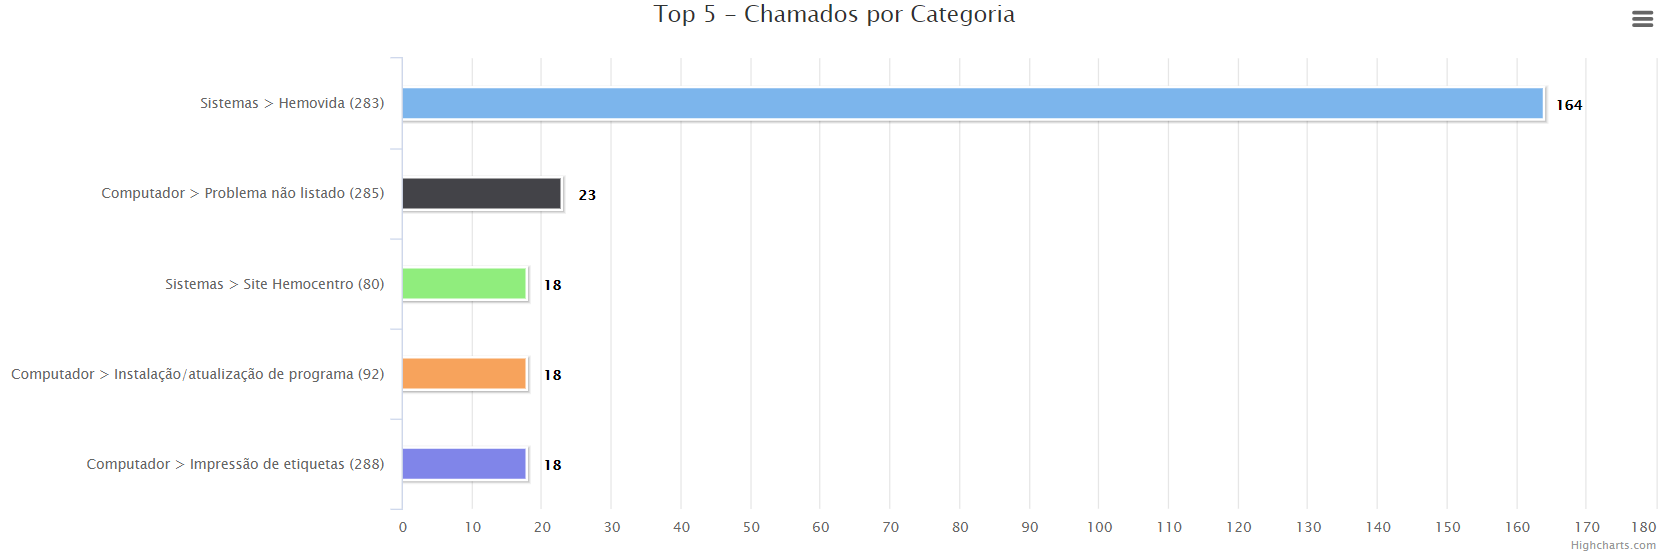 Top 5 - Chamados por Categoria
Sistemas > Hemovida (283)
164
Computador > Problema não listado (285)
23
Sistemas > Site Hemocentro (80)
18
Computador > Instalação/atualização de programa (92)
18
Computador > Impressão de etiquetas (288)
18
0 10 20 30 40 50 60 70 80 90 100 110 120 130 140 150 160 170 180
Highcharts.com